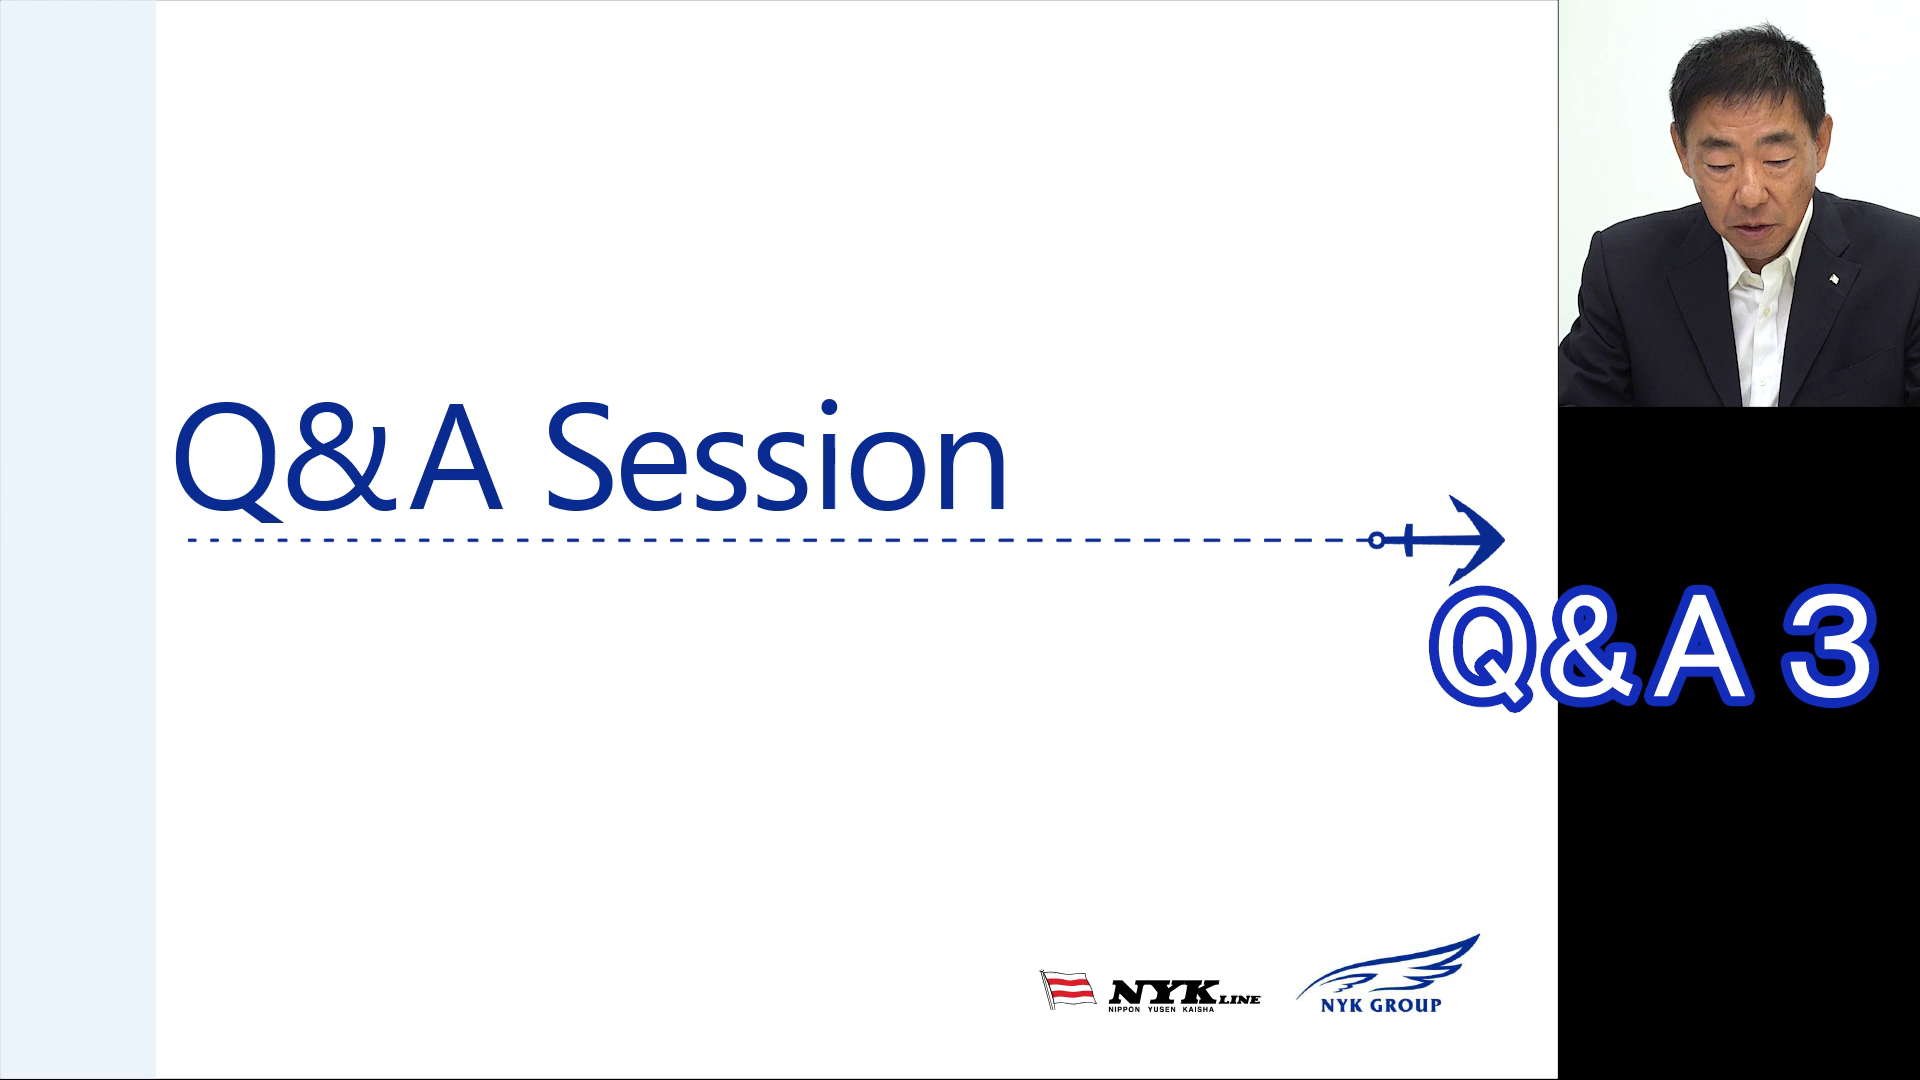 Q&A Session
Q&A 3
NYK LINE
NIPPON YUSEN KAISHA
NYK GROUP